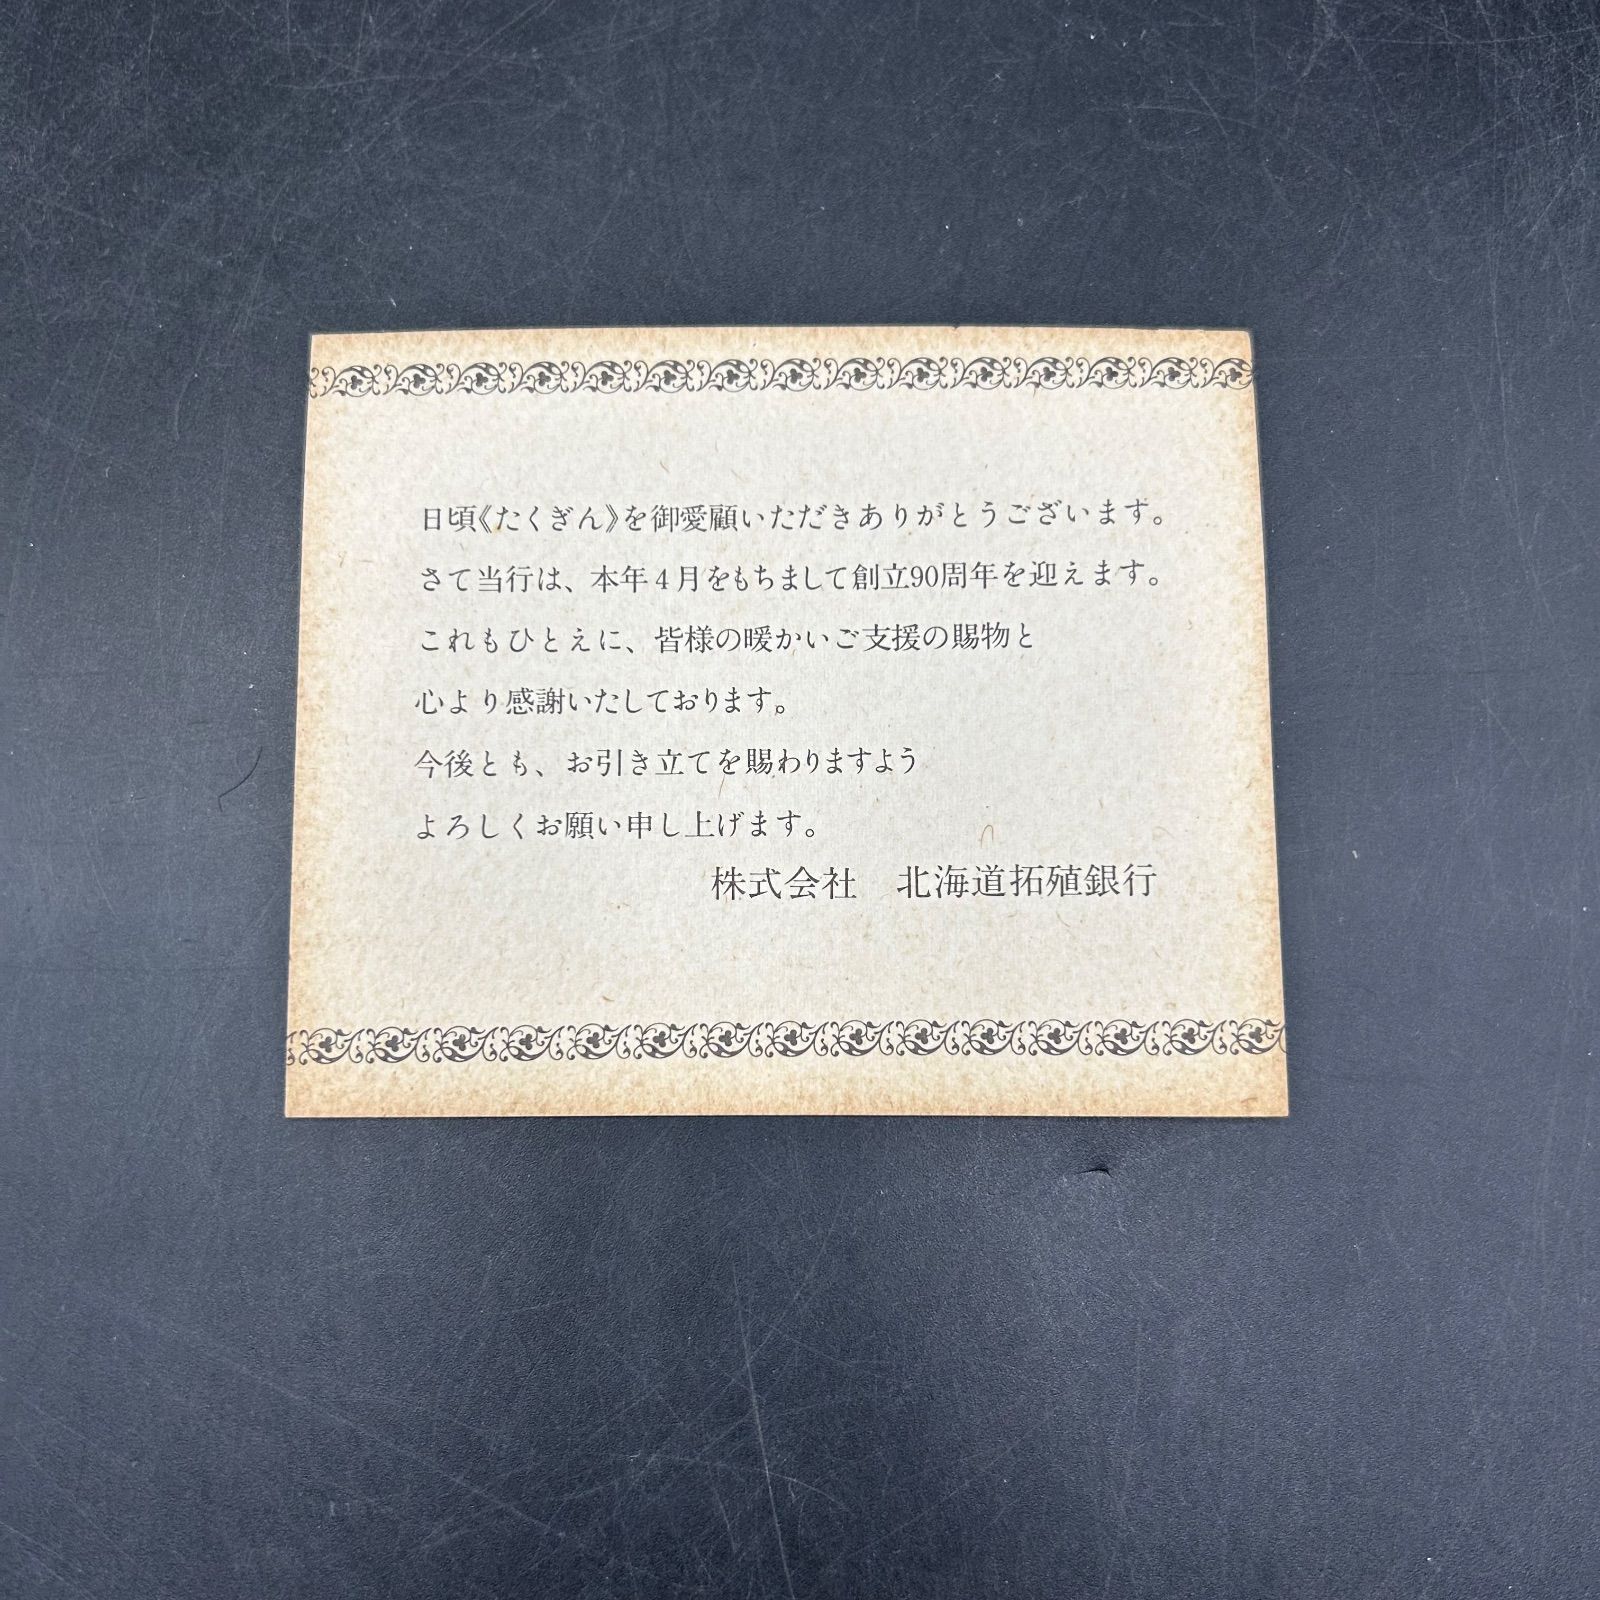 日頃《たくぎん》を御愛顧いただきありがとうございます。
さて当行は、本年4月をもちまして創立90周年を迎えます。
これもひとえに、皆様の暖かいご支援の賜物と
心より感謝いたしております。
今後とも、お引き立てを賜わりますよう
よろしくお願い申し上げます。
株式会社　北海道拓殖銀行